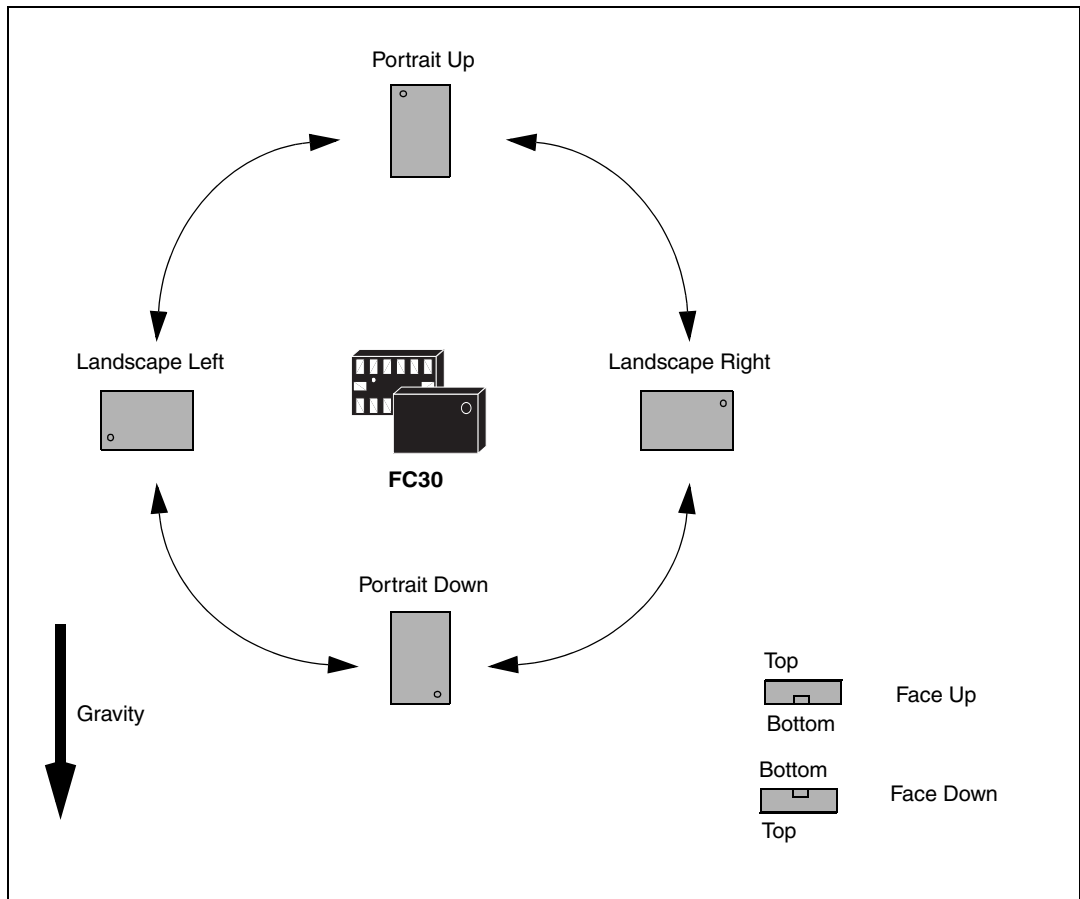 Portrait Up
Landscape Left
Landscape Right
FC30
Portrait Down
Gravity
Top
Face Up
Bottom
Bottom
Face Down
Top